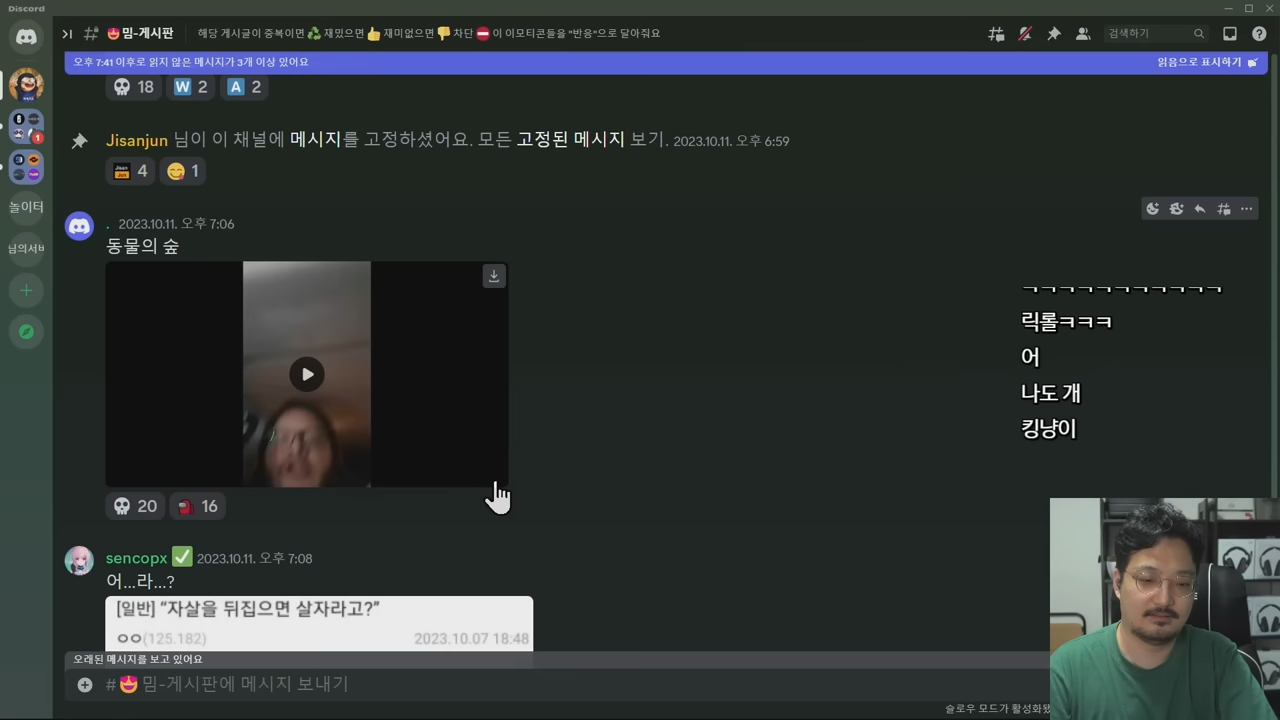 Discord
😍밈-게시판
해당 게시글이 중복이면 ♻️ 재밌으면 👍 재미없으면 👎 차단 ⛔ 이 이모티콘들을 "반응"으로 달아줘요
검색하기
오후 7:41 이후로 읽지 않은 메시지가 3개 이상 있어요
읽음으로 표시하기
18
W 2
A 2
Jisanjun 님이 이 채널에 메시지를 고정하셨어요. 모든 고정된 메시지 보기. 2023.10.11. 오후 6:59
4
1
1
놀이터
님의서버
. 2023.10.11. 오후 7:06
동물의 숲
20
16
ㅋㅋㅋㅋㅋㅋㅋㅋㅋㅋㅋ
릭롤ㅋㅋㅋ
어
나도 개
킹냥이
sencopx ✅ 2023.10.11. 오후 7:08
어...라...?
[일반] “자살을 뒤집으면 살자라고?”
ㅇㅇ(125.182)
2023.10.07 18:48
오래된 메시지를 보고 있어요
#😍밈-게시판에 메시지 보내기
슬로우 모드가 활성화됐